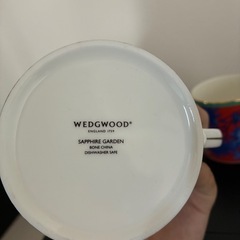 WEDGWOOD®
ENGLAND 1759
SAPPHIRE GARDEN
BONE CHINA
DISHWASHER SAFE